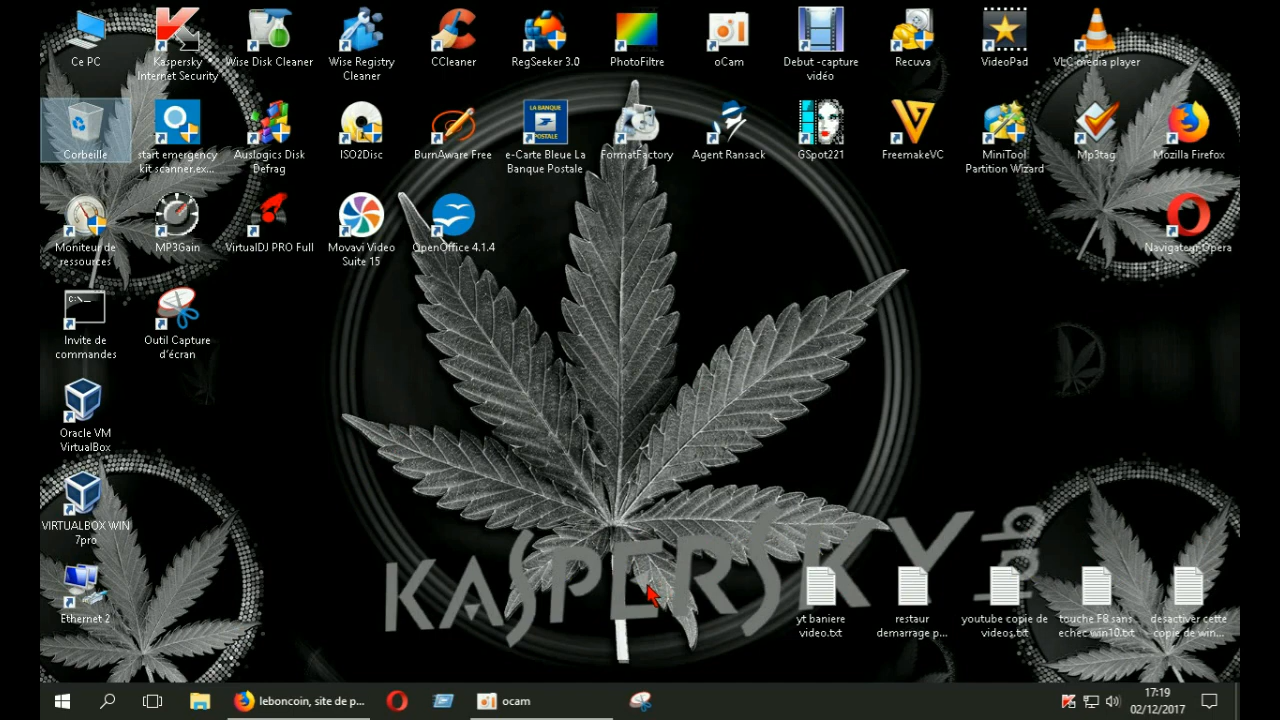 Ce PC
Kaspersky Internet Security
Wise Disk Cleaner
Wise Registry Cleaner
CCleaner
RegSeeker 3.0
PhotoFiltre
oCam
Debut -capture vidéo
Recuva
VideoPad
VLC media player
Corbeille
start emergency kit scanner.ex...
Auslogics Disk Defrag
ISO2Disc
BurnAware Free
LA BANQUE POSTALE
e-Carte Bleue La Banque Postale
FormatFactory
Agent Ransack
GSpot221
FreemakeVC
MiniTool Partition Wizard
Mp3tag
Mozilla Firefox
Moniteur de ressources
MP3Gain
VirtualDJ PRO Full
Movavi Video Suite 15
OpenOffice 4.1.4
Navigateur Opera
C:\_
Invite de commandes
Outil Capture d'écran
Oracle VM VirtualBox
VIRTUALBOX WIN 7pro
Ethernet 2
KASPERSKY lab
yt baniere video.txt
restaur demarrage p...
youtube copie de videos.txt
touche F8 sans echec win10.txt
desactiver cette copie de win...
leboncoin, site de p...
ocam
17:19
02/12/2017